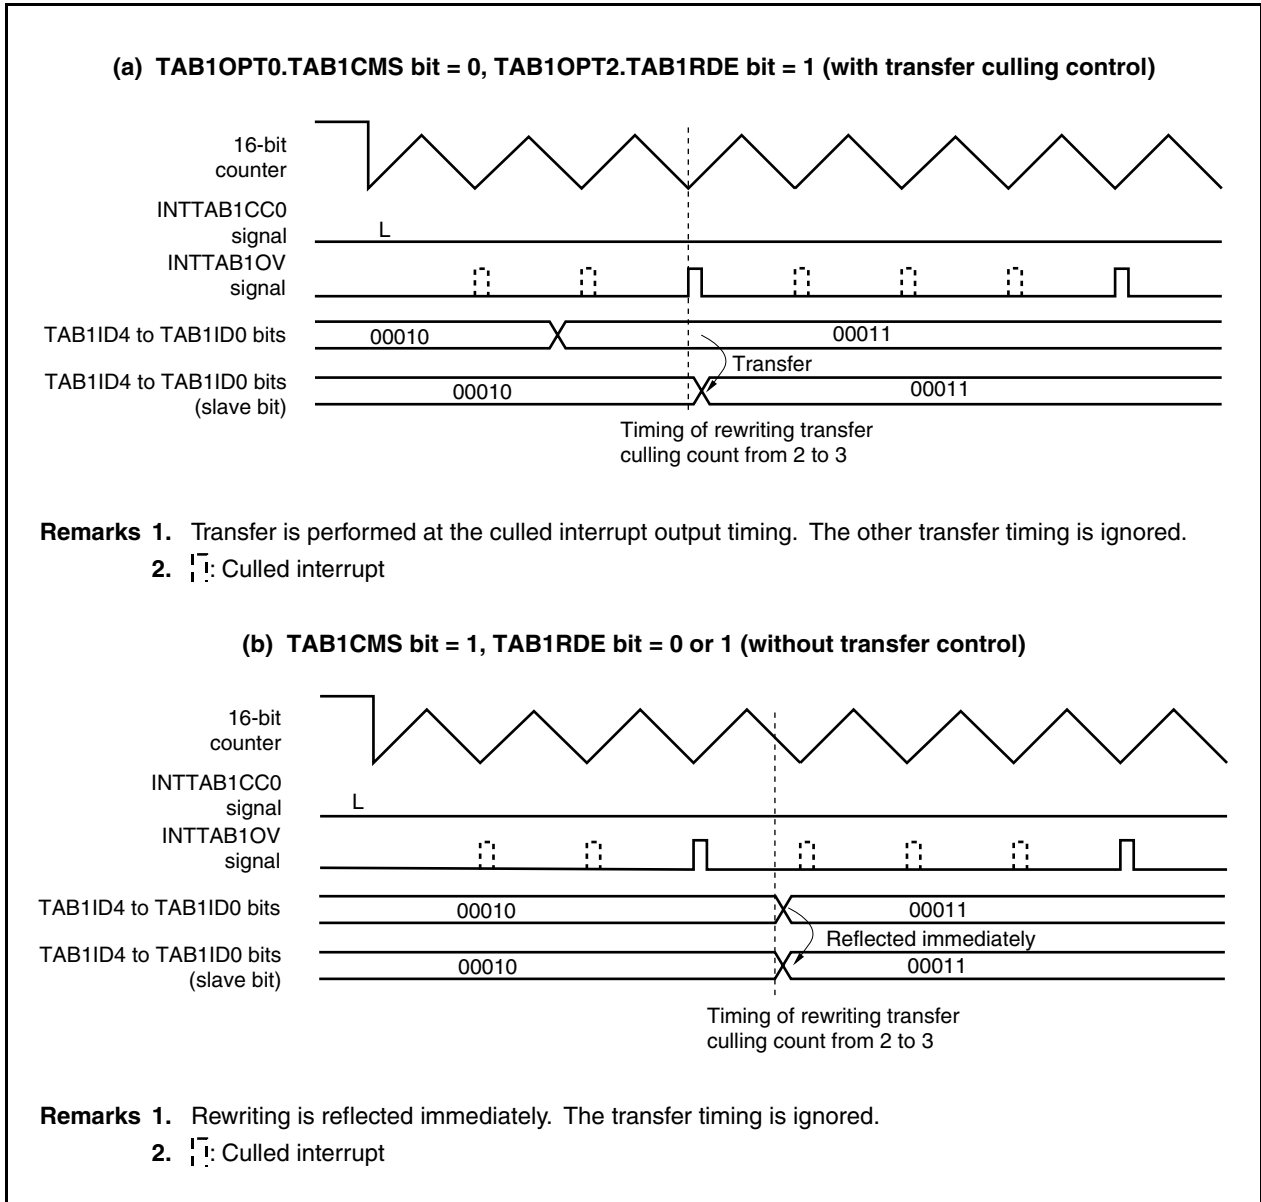 (a) TAB1OPT0.TAB1CMS bit = 0, TAB1OPT2.TAB1RDE bit = 1 (with transfer culling control)
16-bit
counter
INTTAB1CC0
signal
L
INTTAB1OV
signal
TAB1ID4 to TAB1ID0 bits
00010
00011
Transfer
TAB1ID4 to TAB1ID0 bits
(slave bit)
00010
00011
Timing of rewriting transfer
culling count from 2 to 3
Remarks 1. Transfer is performed at the culled interrupt output timing. The other transfer timing is ignored.
2. : Culled interrupt
(b) TAB1CMS bit = 1, TAB1RDE bit = 0 or 1 (without transfer control)
16-bit
counter
INTTAB1CC0
signal
L
INTTAB1OV
signal
TAB1ID4 to TAB1ID0 bits
00010
00011
Reflected immediately
TAB1ID4 to TAB1ID0 bits
(slave bit)
00010
00011
Timing of rewriting transfer
culling count from 2 to 3
Remarks 1. Rewriting is reflected immediately. The transfer timing is ignored.
2. : Culled interrupt